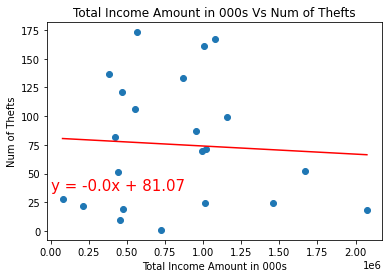 Total Income Amount in 000s Vs Num of Thefts
Num of Thefts
175
150
125
100
75
50
25
0
y = -0.0x + 81.07
0.00 0.25 0.50 0.75 1.00 1.25 1.50 1.75 2.00
1e6
Total Income Amount in 000s